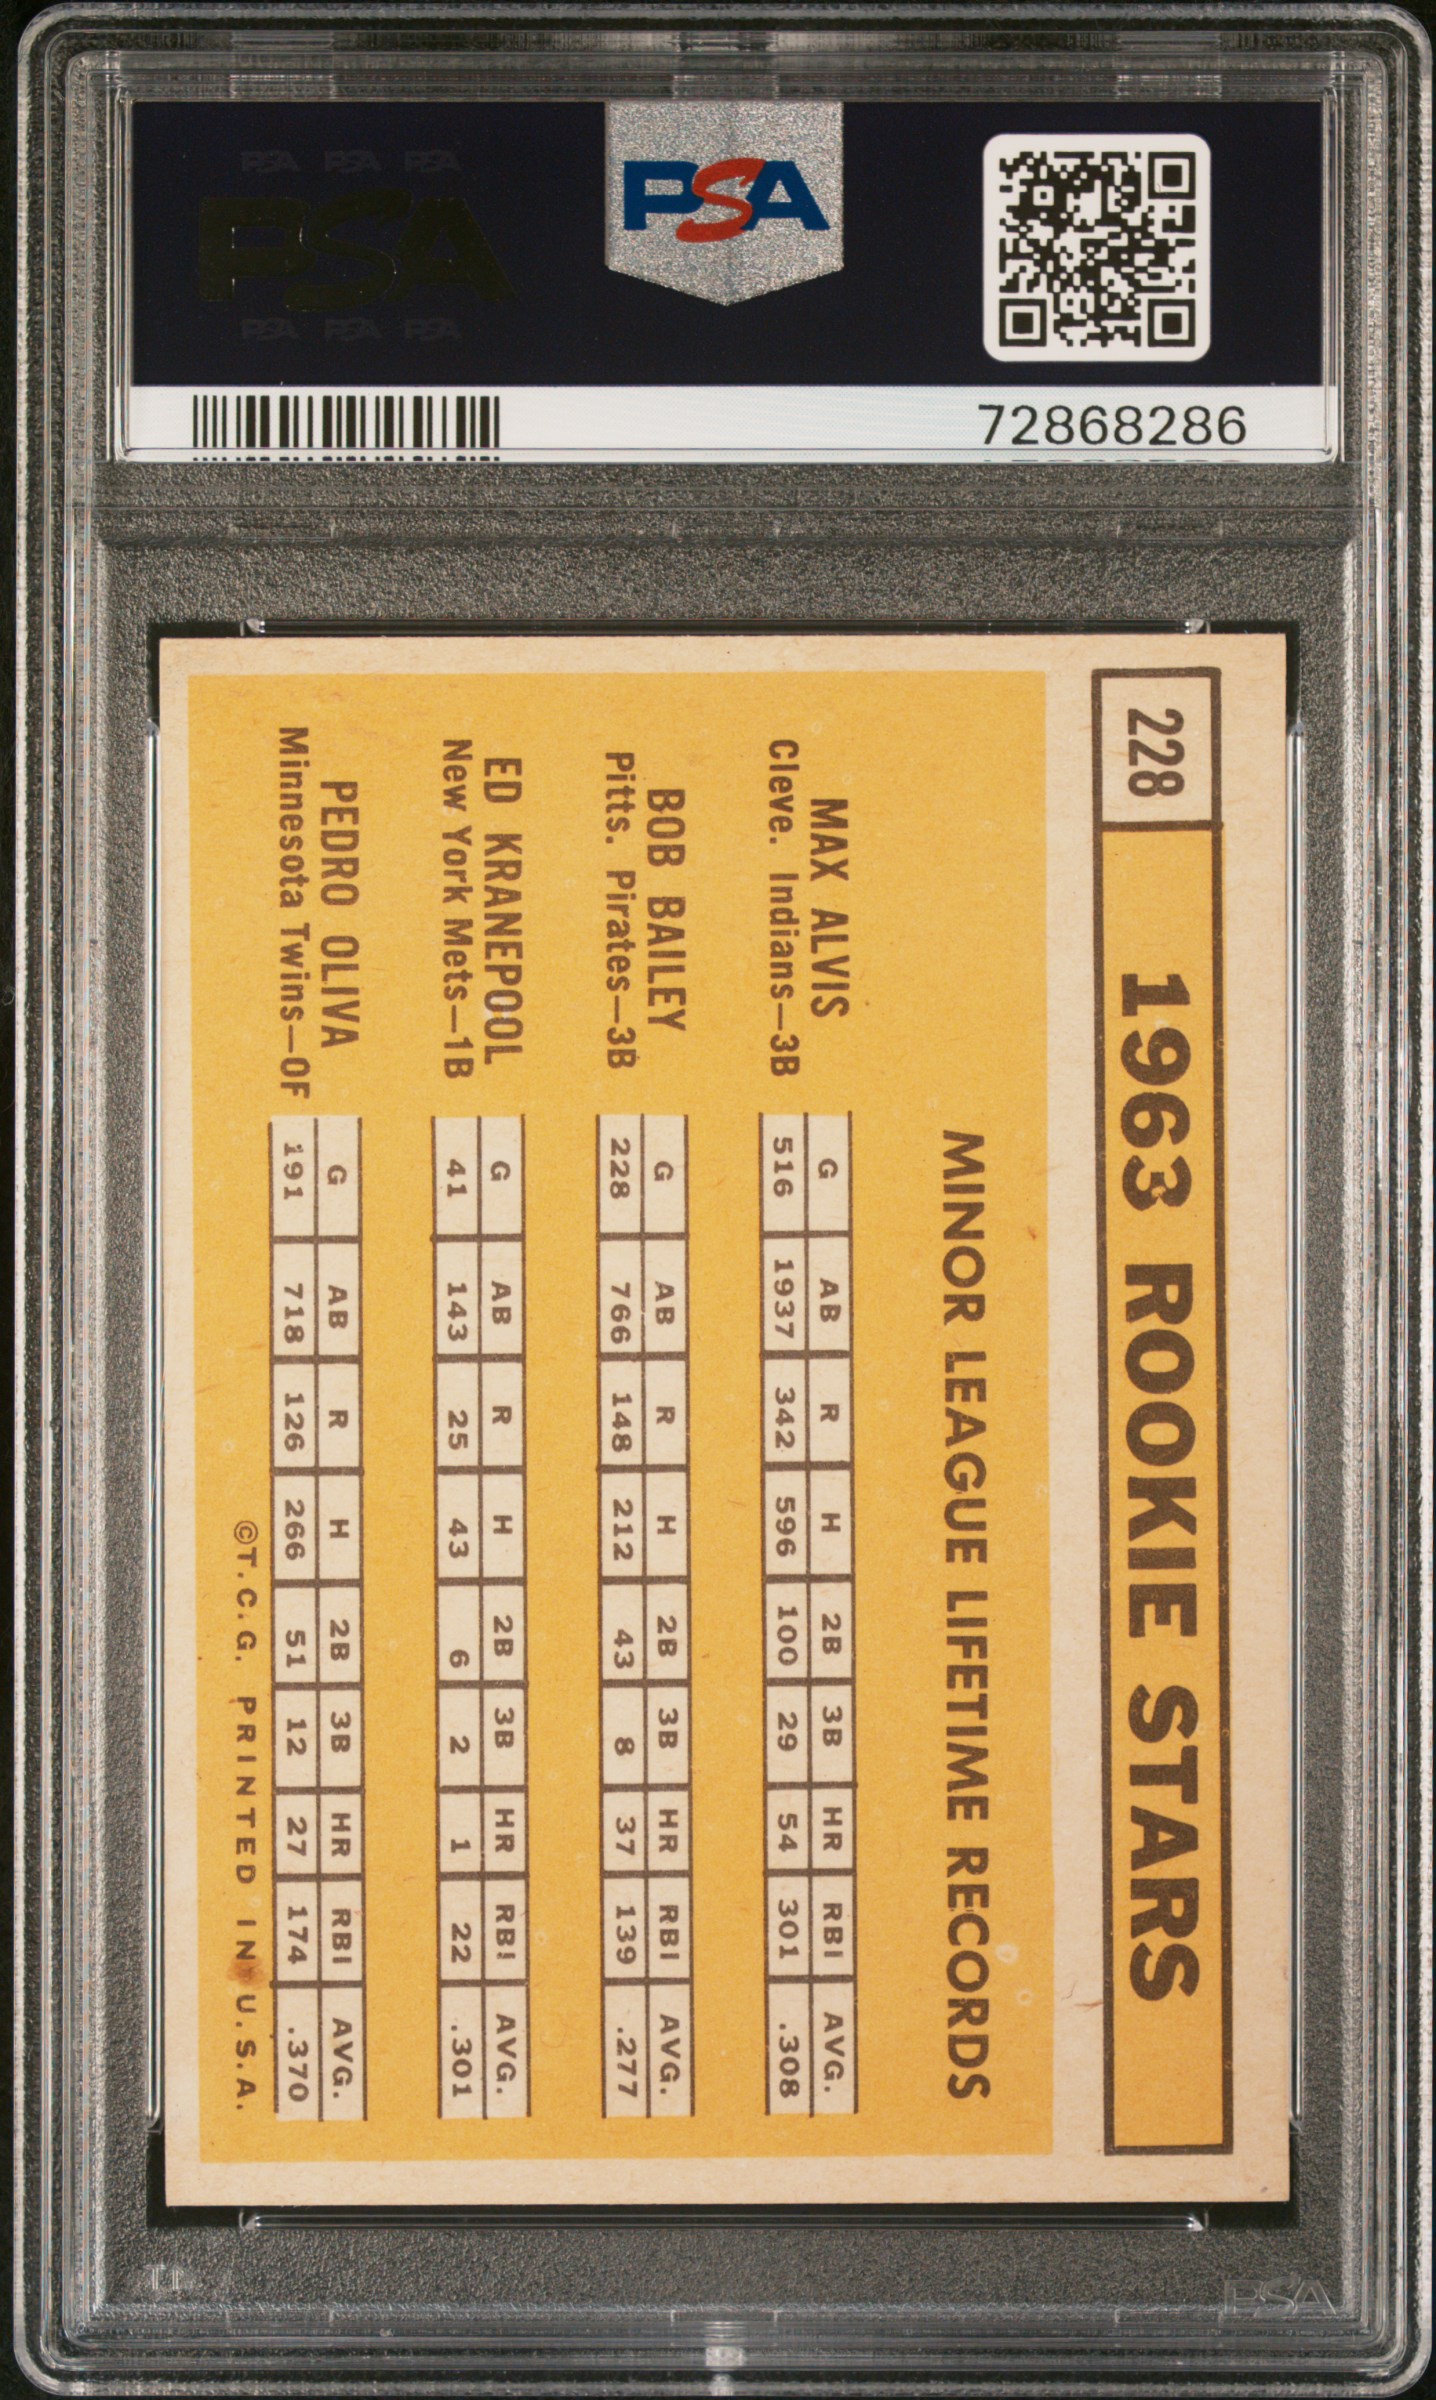 PSA PSA PSA
PSA
PSA PSA PSA
PSA
72868286
228
1963 ROOKIE STARS
MINOR LEAGUE LIFETIME RECORDS
MAX ALVIS
Cleve. Indians—3B
G AB R H 2B 3B HR RBI AVG.
516 1937 342 596 100 29 54 301 .308
BOB BAILEY
Pitts. Pirates—3B
G AB R H 2B 3B HR RBI AVG.
228 766 148 212 43 8 37 139 .277
ED KRANEPOOL
New York Mets—1B
G AB R H 2B 3B HR RBI AVG.
41 143 25 43 6 2 1 22 .301
PEDRO OLIVA
Minnesota Twins—OF
G AB R H 2B 3B HR RBI AVG.
191 718 126 266 51 12 27 174 .370
©T.C.G. PRINTED IN U.S.A.
PSA